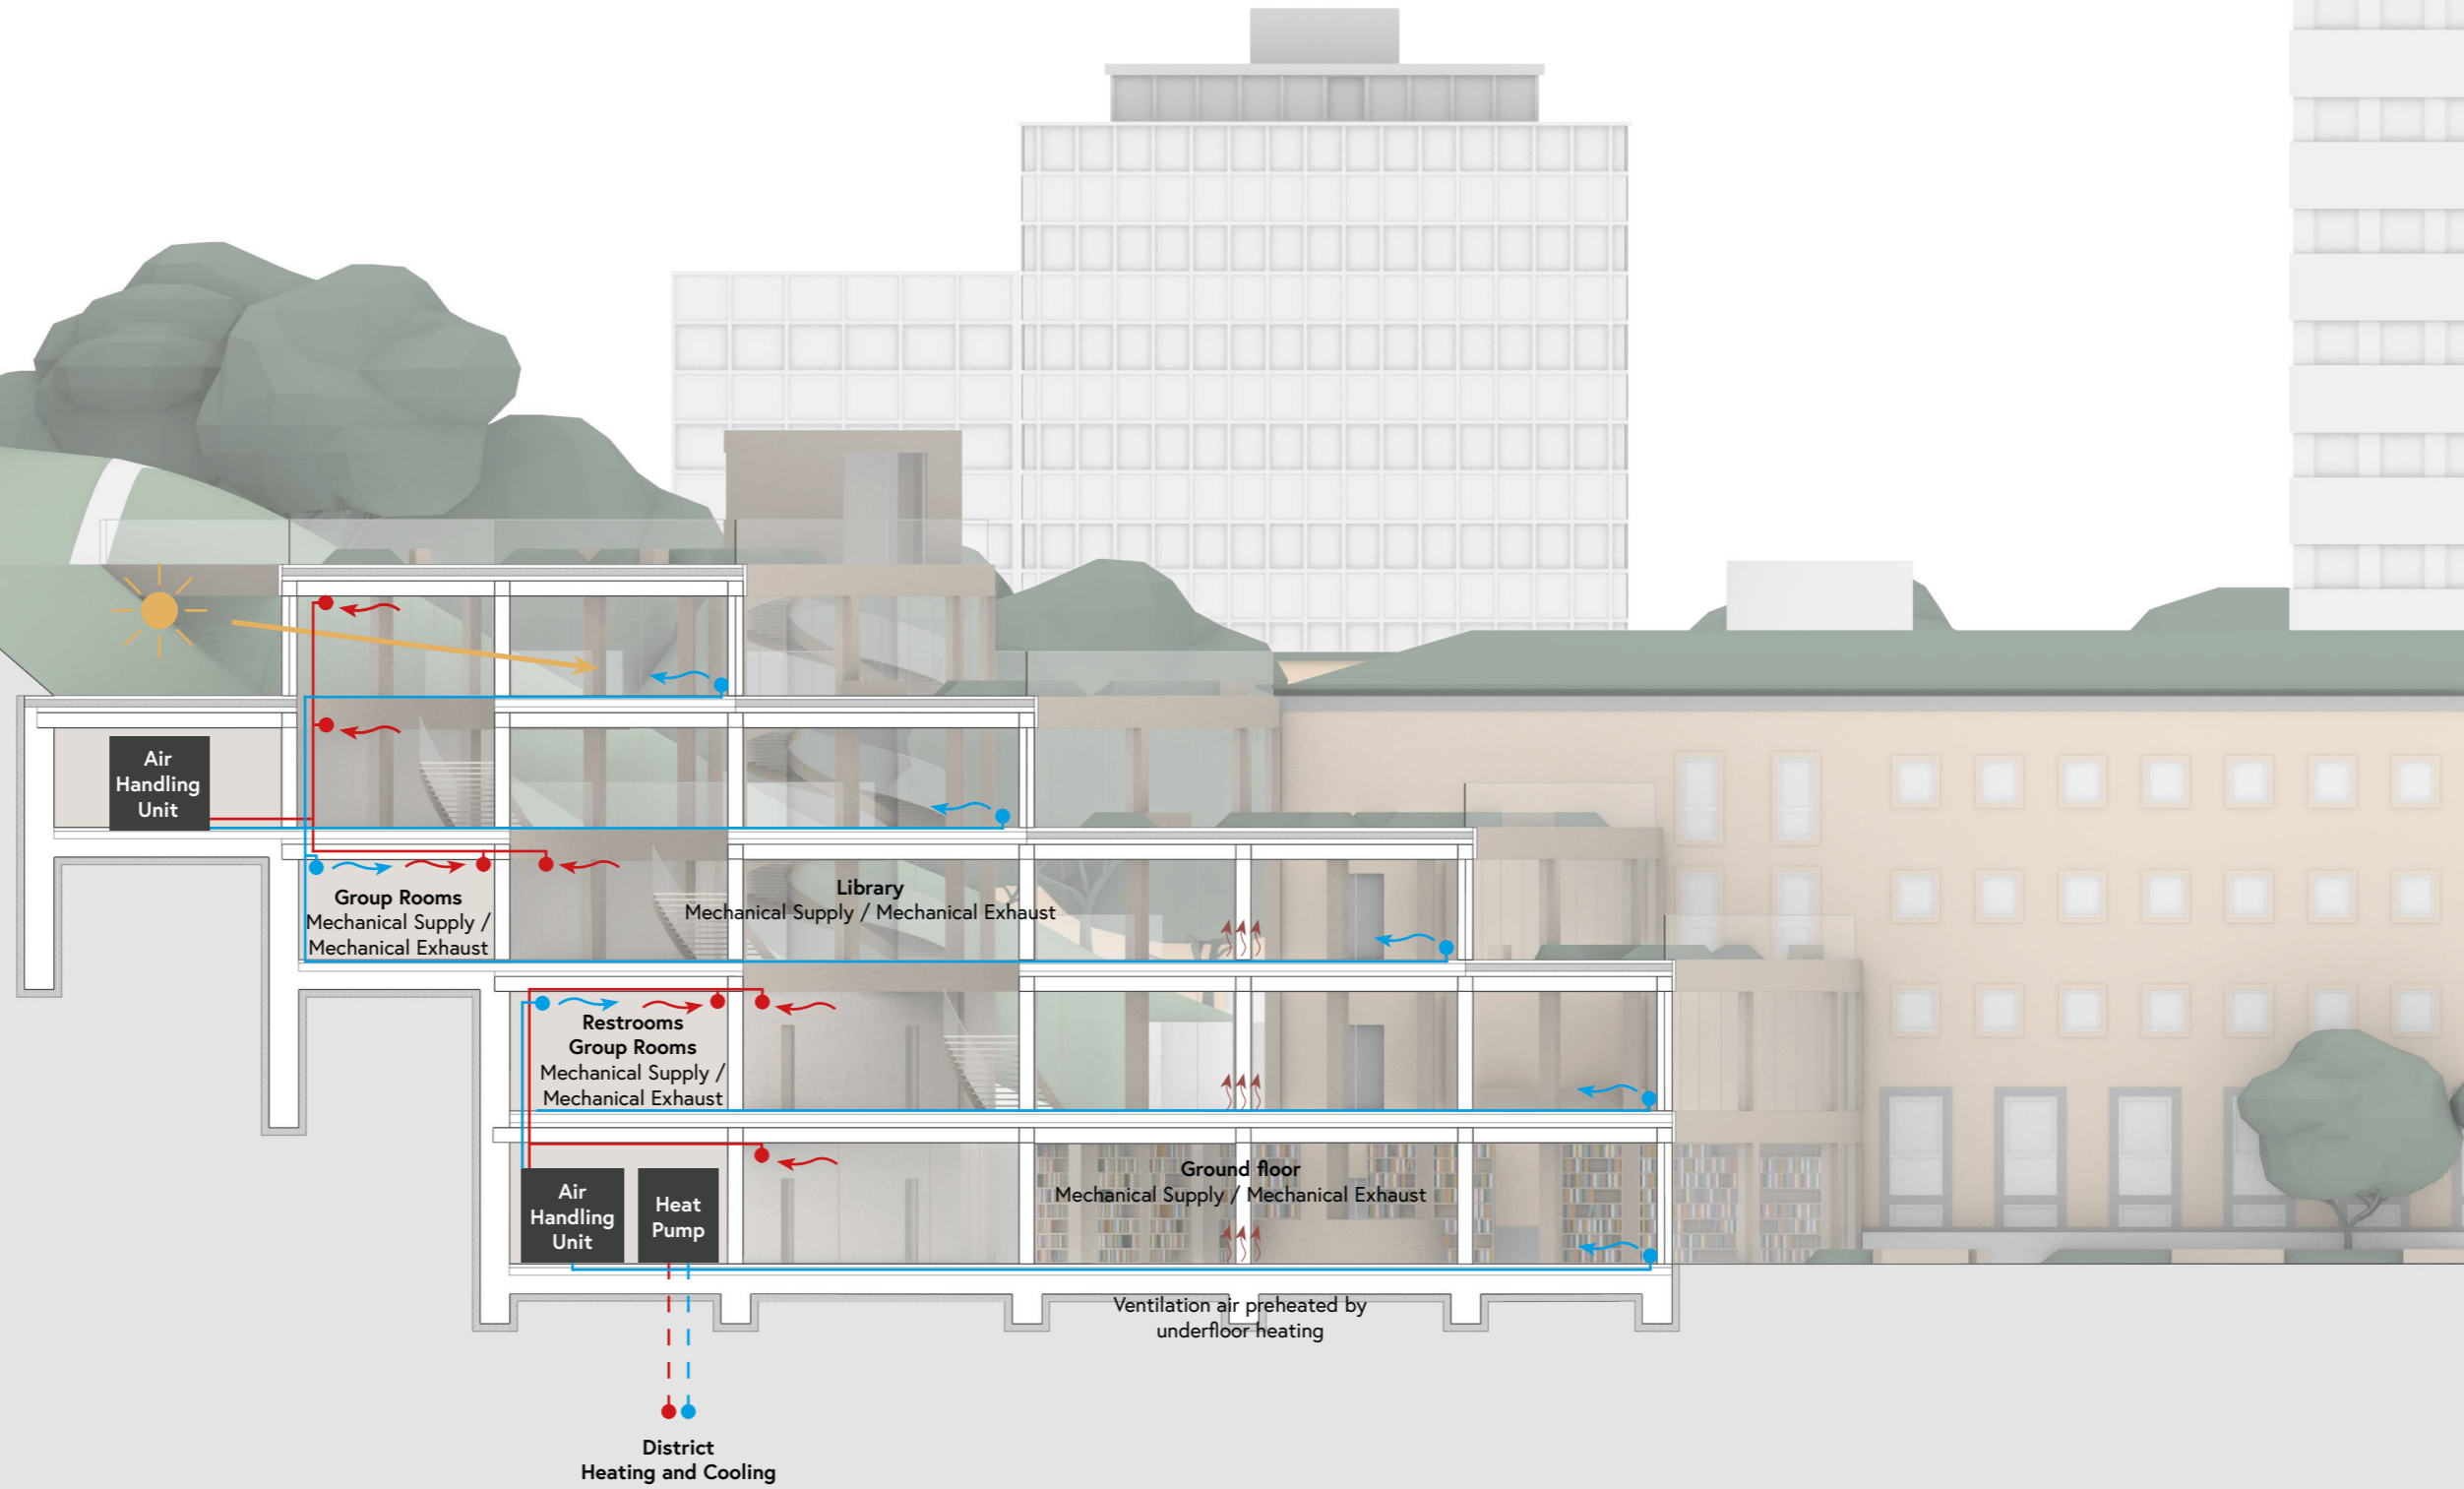 Air
Handling
Unit
Group Rooms
Mechanical Supply /
Mechanical Exhaust
Library
Mechanical Supply / Mechanical Exhaust
Restrooms
Group Rooms
Mechanical Supply /
Mechanical Exhaust
Ground floor
Mechanical Supply / Mechanical Exhaust
Air
Handling
Unit
Heat
Pump
Ventilation air preheated by
underfloor heating
District
Heating and Cooling